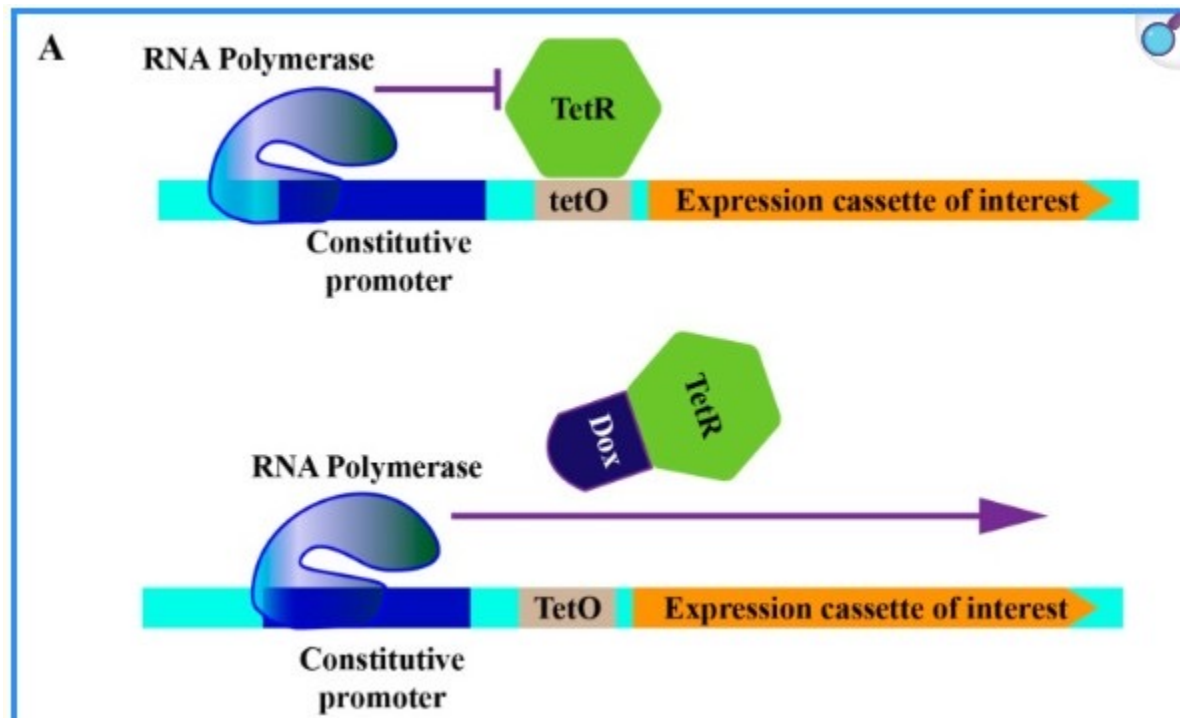 A
RNA Polymerase
TetR
tetO
Expression cassette of interest
Constitutive
promoter
Dox
TetR
RNA Polymerase
TetO
Expression cassette of interest
Constitutive
promoter